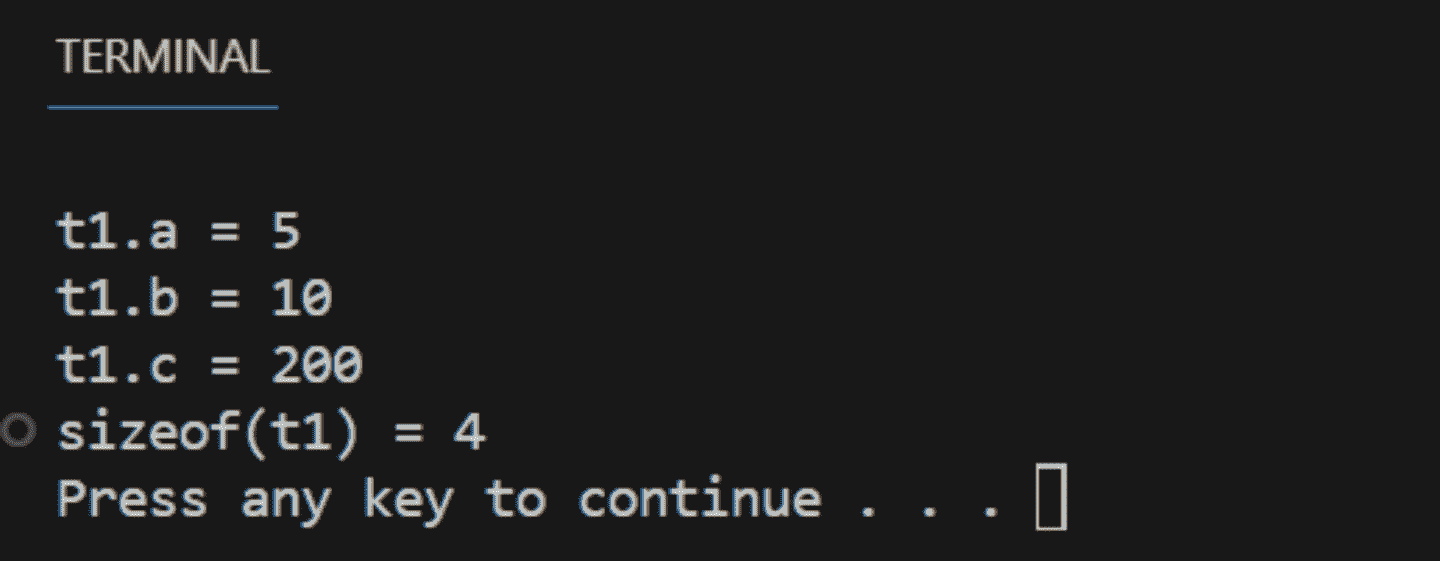 TERMINAL
t1.a = 5
t1.b = 10
t1.c = 200
sizeof(t1) = 4
Press any key to continue . . .